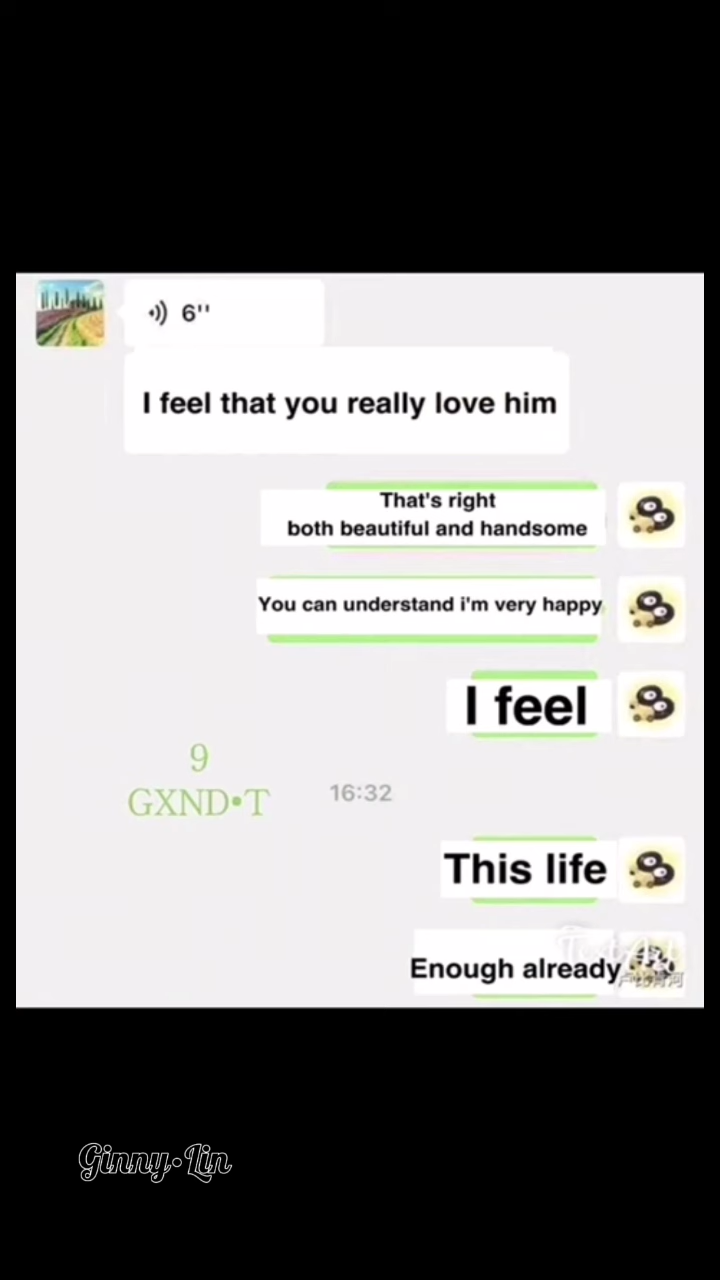 6''
I feel that you really love him
That's right
both beautiful and handsome
You can understand i'm very happy
I feel
9
GXND•T
16:32
This life
Enough already
Ginny•Lin